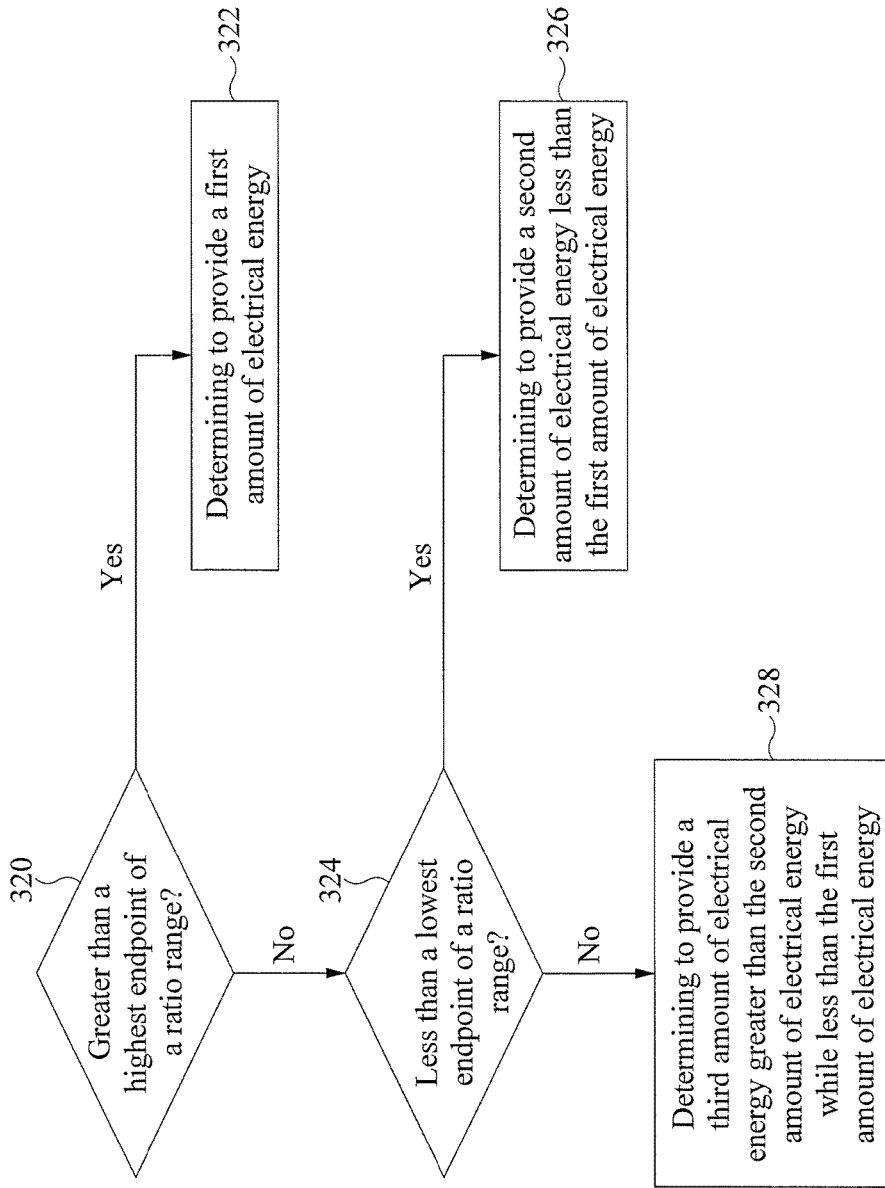 320
Greater than a
highest endpoint of
a ratio range?
Yes
322
Determining to provide a first
amount of electrical energy
No
324
Less than a lowest
endpoint of a ratio
range?
Yes
326
Determining to provide a second
amount of electrical energy less than
the first amount of electrical energy
No
328
Determining to provide a
third amount of electrical
energy greater than the second
amount of electrical energy
while less than the first
amount of electrical energy